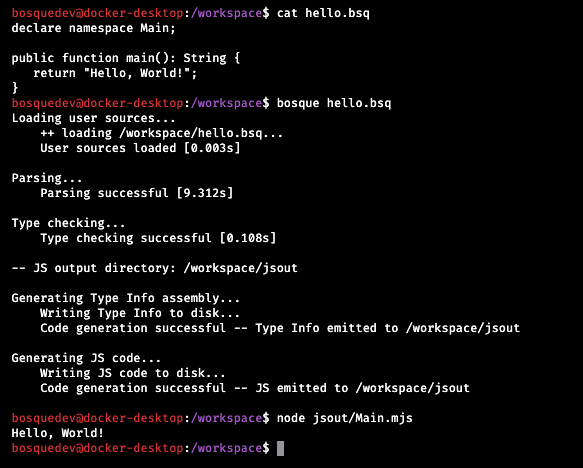 bosquedev@docker-desktop:/workspace$ cat hello.bsq
declare namespace Main;
public function main(): String {
return "Hello, World!";
}
bosquedev@docker-desktop:/workspace$ bosque hello.bsq
Loading user sources...
++ loading /workspace/hello.bsq...
User sources loaded [0.003s]
Parsing...
Parsing successful [9.312s]
Type checking...
Type checking successful [0.108s]
-- JS output directory: /workspace/jsout
Generating Type Info assembly...
Writing Type Info to disk...
Code generation successful -- Type Info emitted to /workspace/jsout
Generating JS code...
Writing JS code to disk...
Code generation successful -- JS emitted to /workspace/jsout
bosquedev@docker-desktop:/workspace$ node jsout/Main.mjs
Hello, World!
bosquedev@docker-desktop:/workspace$